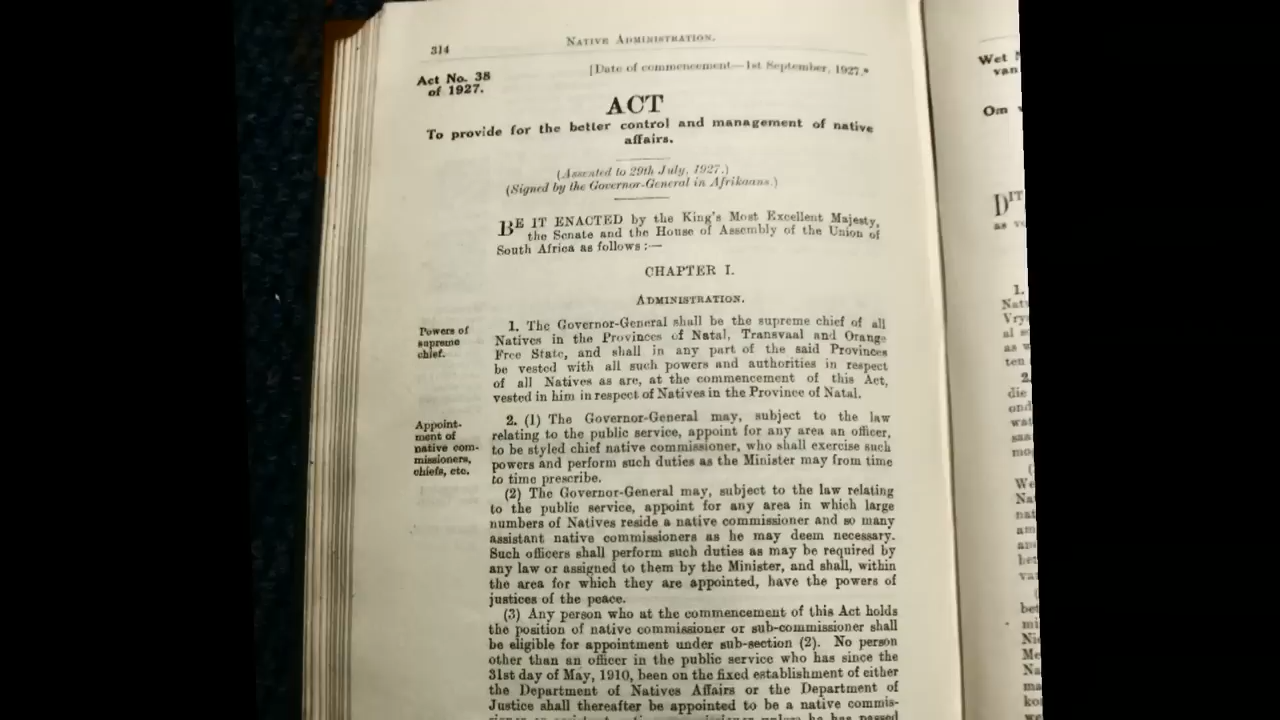 314
NATIVE ADMINISTRATION.
Act No. 38
of 1927.
[Date of commencement—1st September, 1927.*
ACT
To provide for the better control and management of native
affairs.
(Assented to 29th July, 1927.)
(Signed by the Governor-General in Afrikaans.)
BE IT ENACTED by the King's Most Excellent Majesty,
the Senate and the House of Assembly of the Union of
South Africa as follows :—
CHAPTER I.
ADMINISTRATION.
Powers of
supreme
chief.
1. The Governor-General shall be the supreme chief of all
Natives in the Provinces of Natal, Transvaal and Orange
Free State, and shall in any part of the said Provinces
be vested with all such powers and authorities in respect
of all Natives as are, at the commencement of this Act,
vested in him in respect of Natives in the Province of Natal.
Appoint-
ment of
native com-
missioners,
chiefs, etc.
2. (1) The Governor-General may, subject to the law
relating to the public service, appoint for any area an officer,
to be styled chief native commissioner, who shall exercise such
powers and perform such duties as the Minister may from time
to time prescribe.
(2) The Governor-General may, subject to the law relating
to the public service, appoint for any area in which large
numbers of Natives reside a native commissioner and so many
assistant native commissioners as he may deem necessary.
Such officers shall perform such duties as may be required by
any law or assigned to them by the Minister, and shall, within
the area for which they are appointed, have the powers of
justices of the peace.
(3) Any person who at the commencement of this Act holds
the position of native commissioner or sub-commissioner shall
be eligible for appointment under sub-section (2). No person
other than an officer in the public service who has since the
31st day of May, 1910, been on the fixed establishment of either
the Department of Natives Affairs or the Department of
Justice shall thereafter be appointed to be a native commis-
Wet
van
Om
DIT
as
1.
Vry
al
as
ten
2.
die